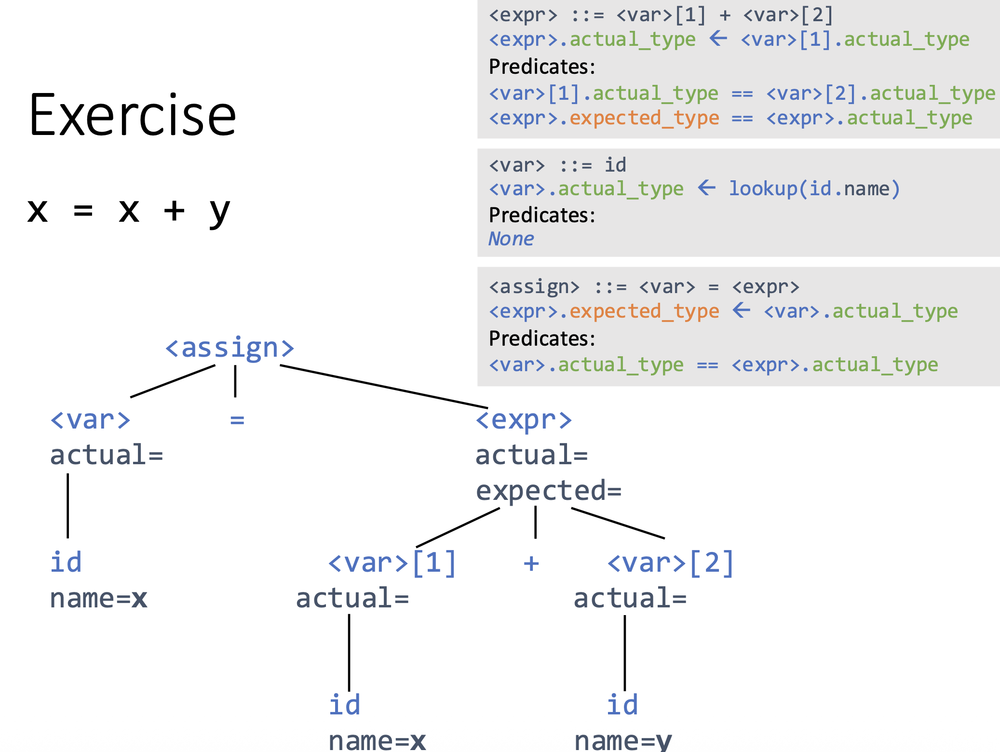 Exercise
x = x + y
<expr> ::= <var>[1] + <var>[2]
<expr>.actual_type ← <var>[1].actual_type
Predicates:
<var>[1].actual_type == <var>[2].actual_type
<expr>.expected_type == <expr>.actual_type
<var> ::= id
<var>.actual_type ← lookup(id.name)
Predicates:
None
<assign> ::= <var> = <expr>
<expr>.expected_type ← <var>.actual_type
Predicates:
<var>.actual_type == <expr>.actual_type
<assign>
<var> = <expr>
actual= actual=
expected=
id <var>[1] + <var>[2]
name=x actual= actual=
id id
name=x name=y